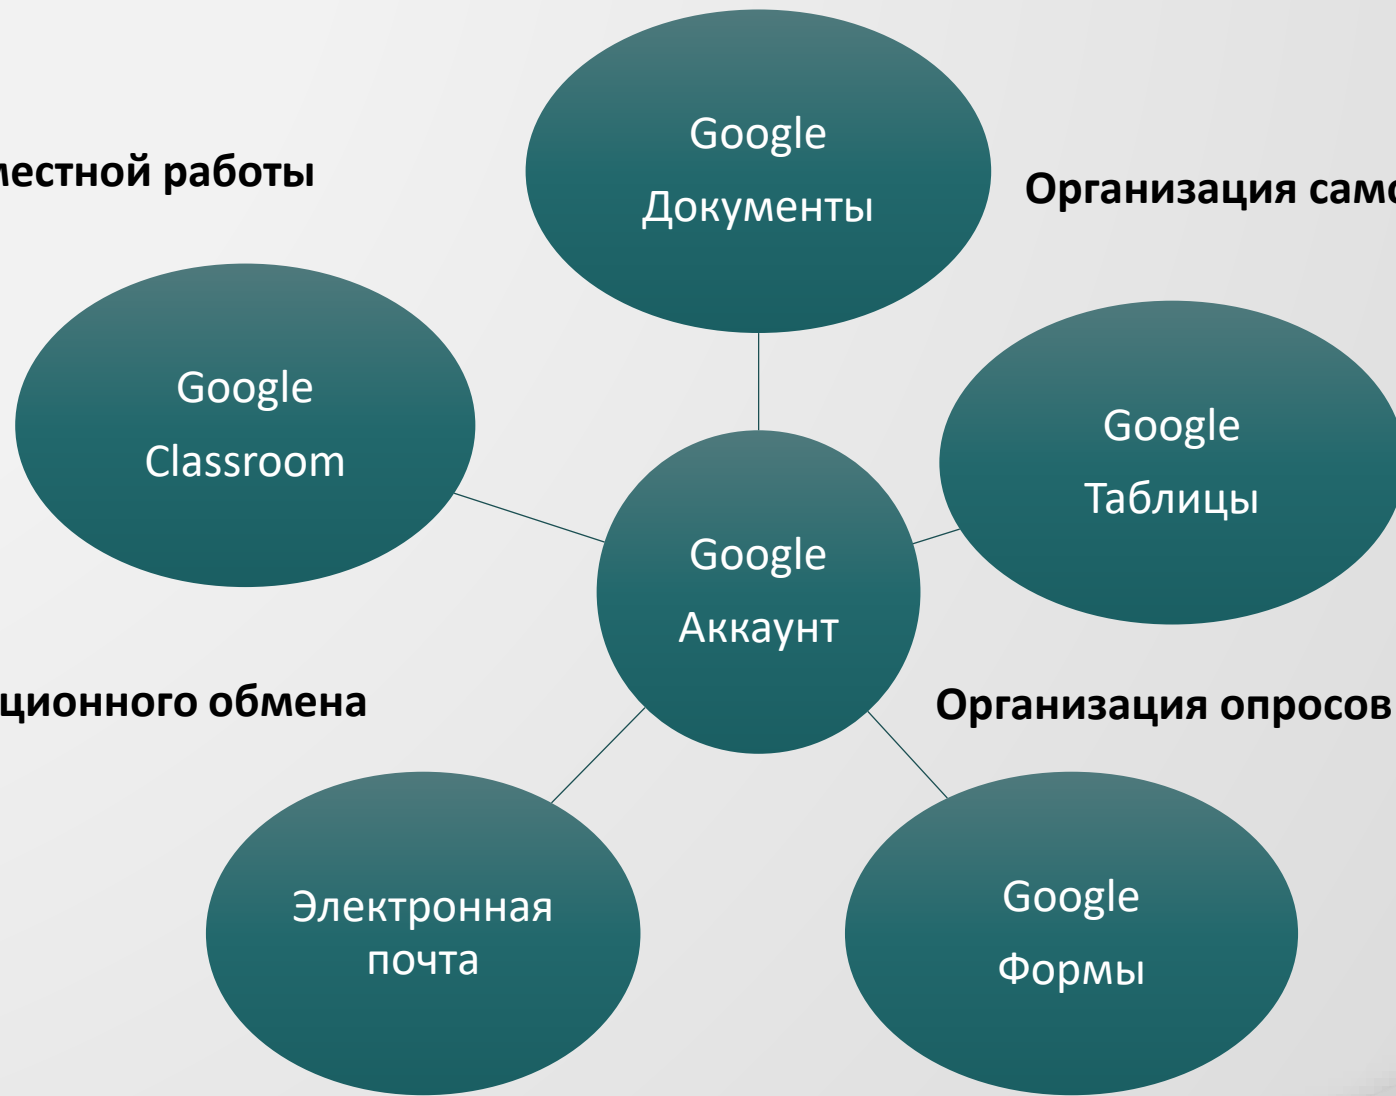 Google
Документы
местной работы
Организация само
Google
Classroom
Google
Таблицы
Google
Аккаунт
ционного обмена
Организация опросов
Электронная
почта
Google
Формы